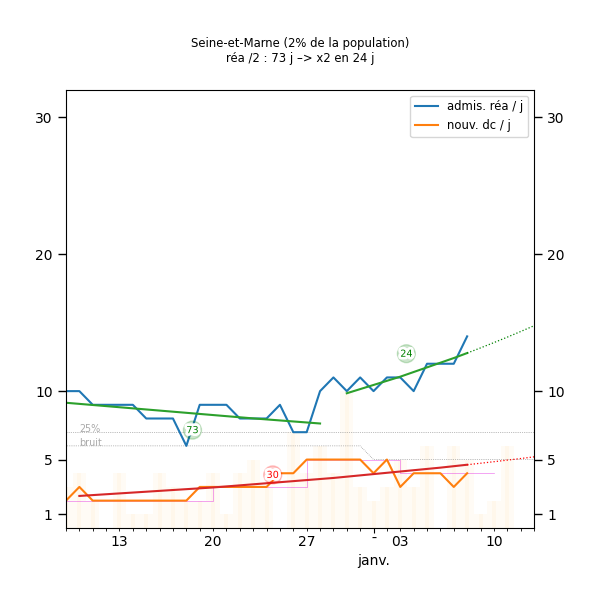 Seine-et-Marne (2% de la population)
réa /2 : 73 j –> x2 en 24 j
admis. réa / j
nouv. dc / j
30 30
20 20
24
10 10
73
25%
bruit
5 5
30
1 1
13 20 27 - 03 10
janv.